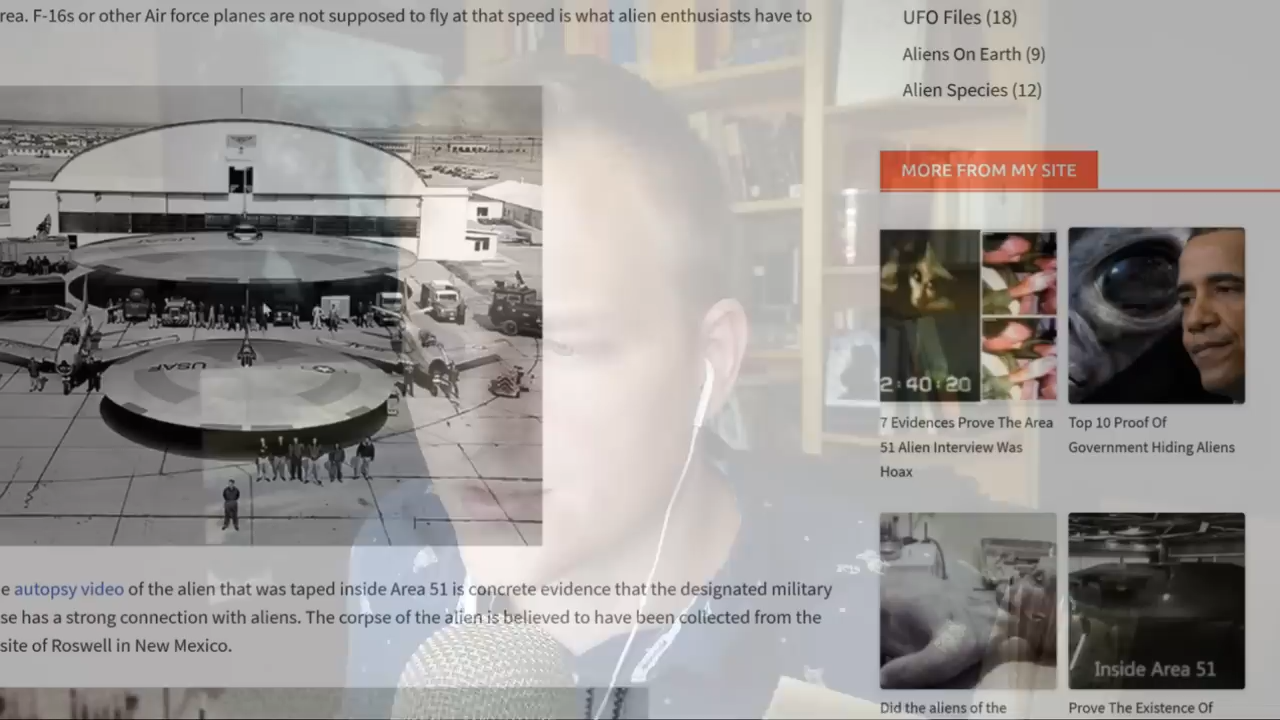 rea. F-16s or other Air force planes are not supposed to fly at that speed is what alien enthusiasts have to
USAF
e autopsy video of the alien that was taped inside Area 51 is concrete evidence that the designated military
se has a strong connection with aliens. The corpse of the alien is believed to have been collected from the
site of Roswell in New Mexico.
UFO Files (18)
Aliens On Earth (9)
Alien Species (12)
MORE FROM MY SITE
2:40:20
7 Evidences Prove The Area
51 Alien Interview Was
Hoax
Top 10 Proof Of
Government Hiding Aliens
Inside Area 51
Did the aliens of the
Prove The Existence Of